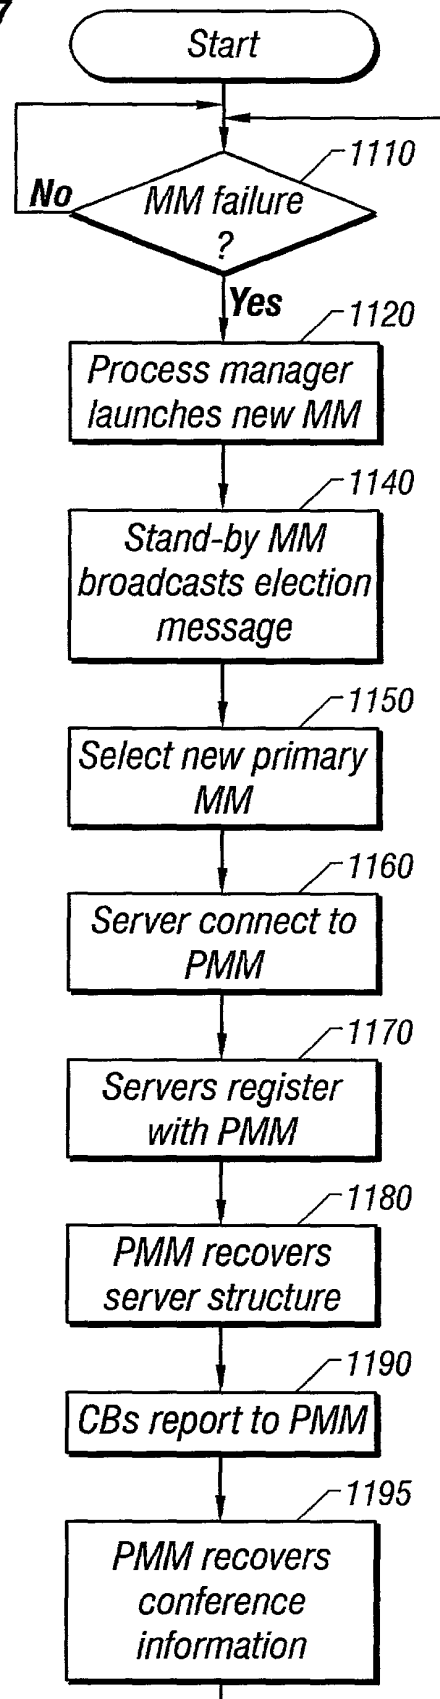 Start
1110
MM failure
?
No
Yes
1120
Process manager
launches new MM
1140
Stand-by MM
broadcasts election
message
1150
Select new primary
MM
1160
Server connect to
PMM
1170
Servers register
with PMM
1180
PMM recovers
server structure
1190
CBs report to PMM
1195
PMM recovers
conference
information